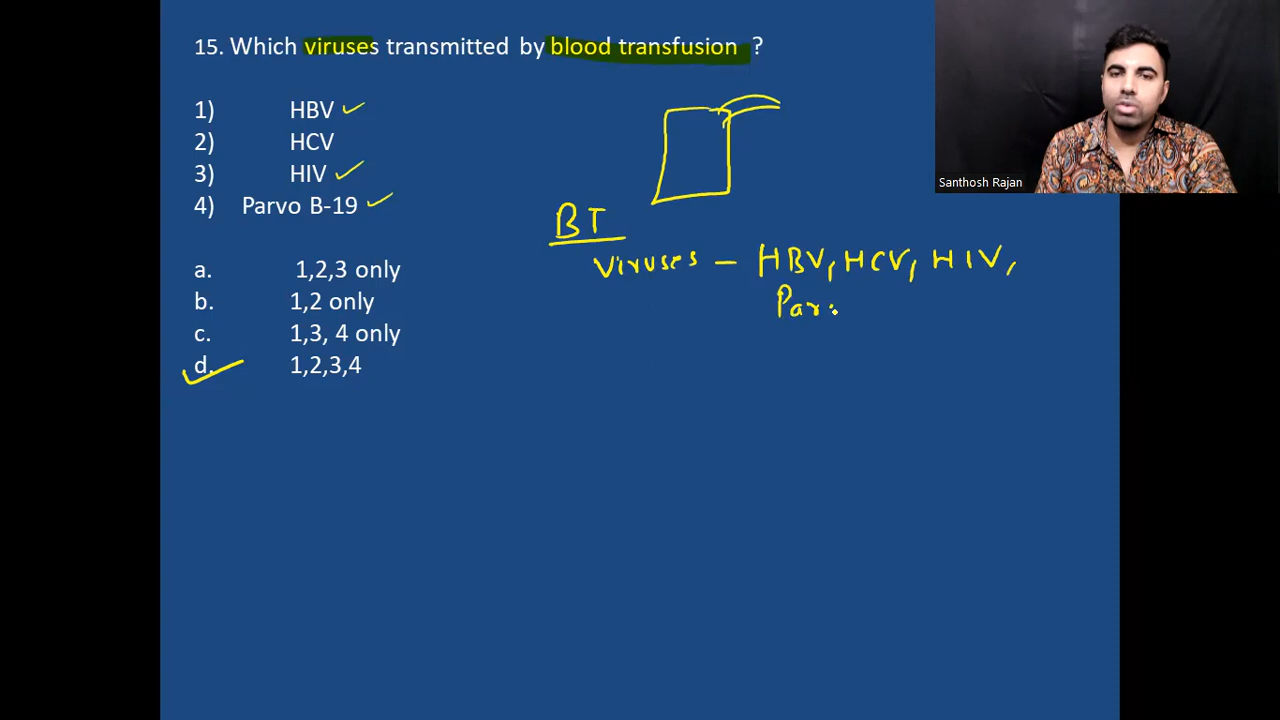 15. Which viruses transmitted by blood transfusion ?
1) HBV
2) HCV
3) HIV
4) Parvo B-19
a. 1,2,3 only
b. 1,2 only
c. 1,3, 4 only
d. 1,2,3,4
BT
Viruses - HBV, HCV, HIV,
Par
Santhosh Rajan